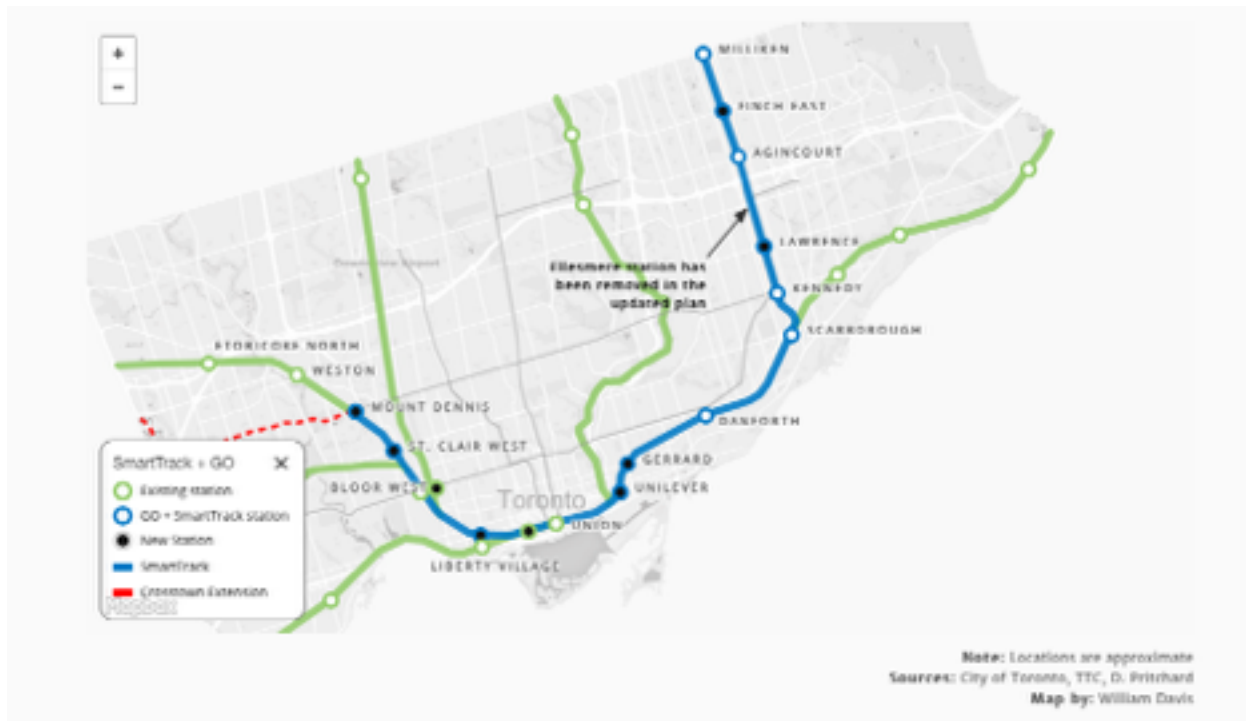 +
−
MILLIKEN
FINCH EAST
AGINCOURT
LAWRENCE
Ellesmere station has
been removed in the
updated plan
KENNEDY
SCARBOROUGH
ETOBICOKE NORTH
WESTON
MOUNT DENNIS
DANFORTH
ST. CLAIR WEST
GERRARD
BLOOR WEST
UNILEVER
Toronto
UNION
LIBERTY VILLAGE
SmartTrack + GO
Existing station
GO + SmartTrack station
New Station
SmartTrack
Crosstown Extension
Mapbox
Note: Locations are approximate
Sources: City of Toronto, TTC, D. Pritchard
Map by: William Davis